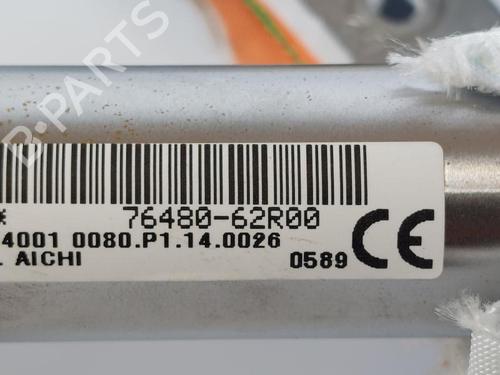 B-PARTS
* 76480-62R00
4001 0080.P1.14.0026
. AICHI 0589 CE